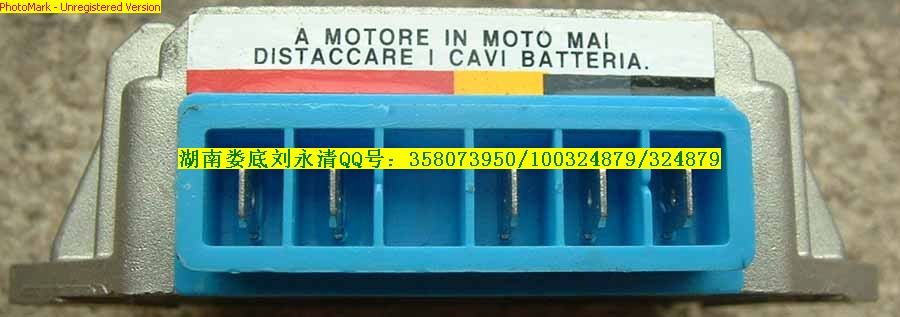 PhotoMark - Unregistered Version
A MOTORE IN MOTO MAI
DISTACCARE I CAVI BATTERIA.
湖南娄底刘永清QQ号：358073950/100324879/324879